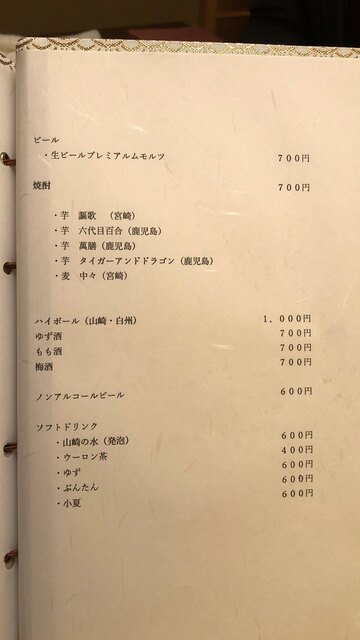 ビール
・生ビールプレミアルムモルツ 700円
焼酎 700円
・芋 謳歌 （宮崎）
・芋 六代目百合（鹿児島）
・芋 萬膳（鹿児島）
・芋 タイガーアンドドラゴン（鹿児島）
・麦 中々（宮崎）
ハイボール（山崎・白州） 1，000円
ゆず酒 700円
もも酒 700円
梅酒 700円
ノンアルコールビール 600円
ソフトドリンク
・山崎の水（発泡） 600円
・ウーロン茶 400円
・ゆず 600円
・ぶんたん 600円
・小夏 600円